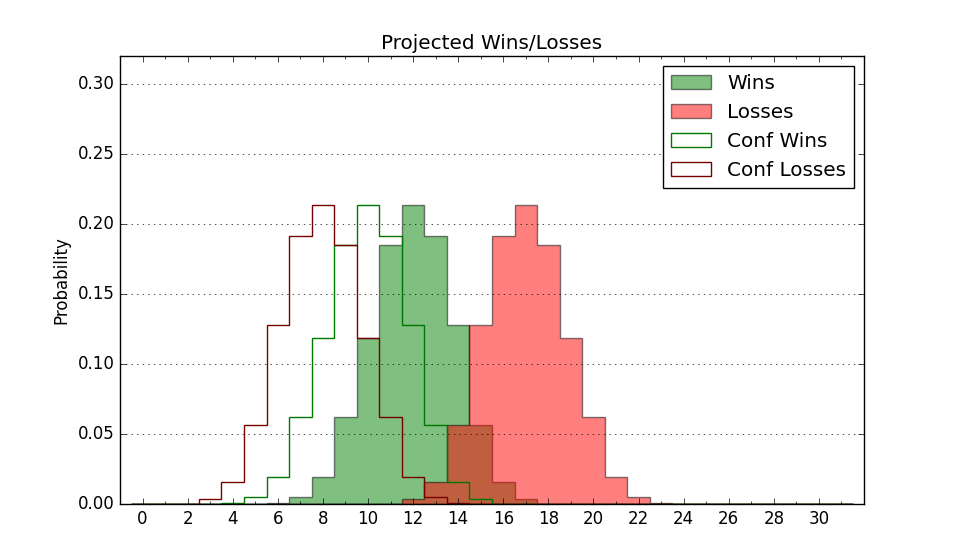 Projected Wins/Losses
Wins
Losses
Conf Wins
Conf Losses
Probability
0.30
0.25
0.20
0.15
0.10
0.05
0.00
0 2 4 6 8 10 12 14 16 18 20 22 24 26 28 30